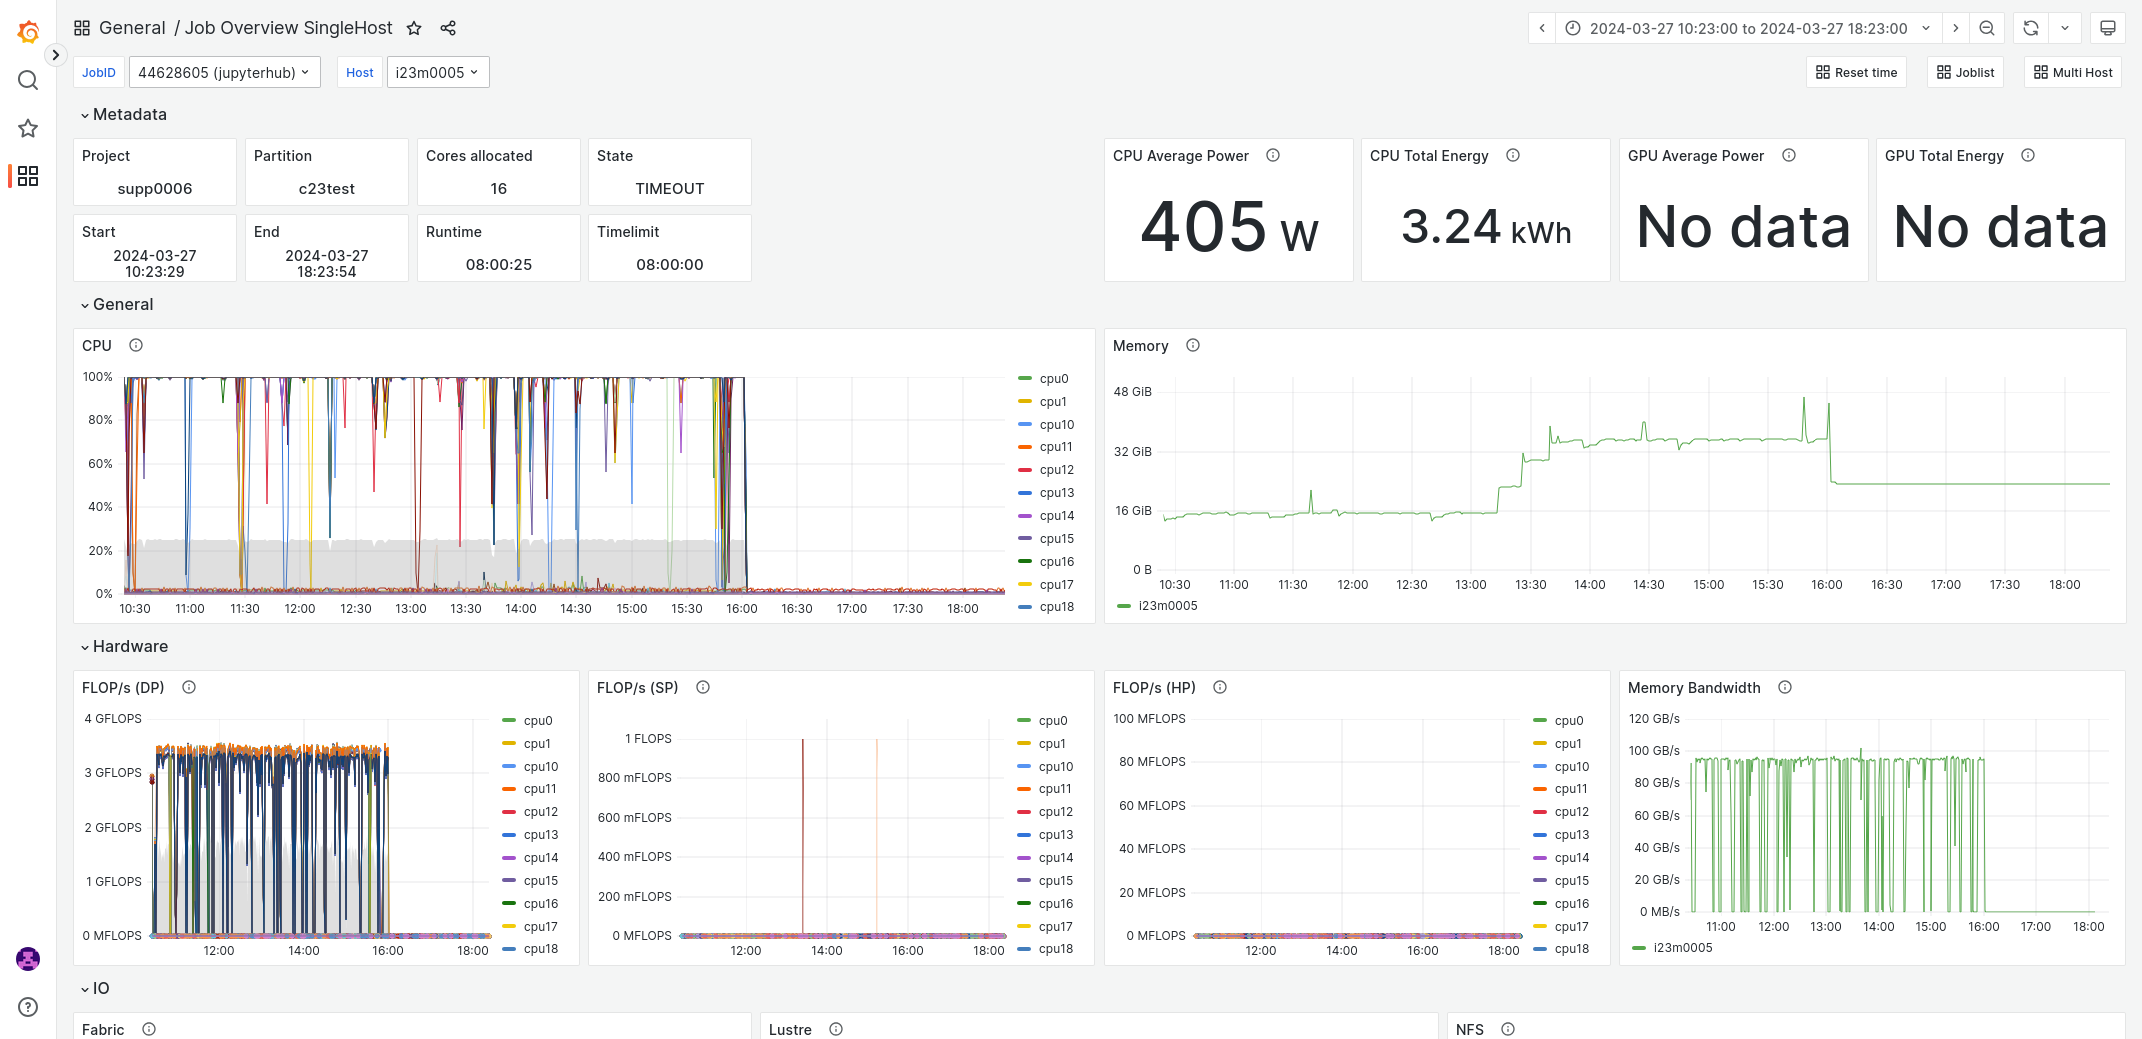 General / Job Overview SingleHost
2024-03-27 10:23:00 to 2024-03-27 18:23:00
JobID 44628605 (jupyterhub) Host i23m0005 Reset time Joblist Multi Host
Metadata
Project Partition Cores allocated State CPU Average Power CPU Total Energy GPU Average Power GPU Total Energy
supp0006 c23test 16 TIMEOUT
405 W 3.24 kWh No data No data
Start End Runtime Timelimit
2024-03-27 10:23:29
2024-03-27 18:23:54
08:00:25 08:00:00
General
CPU
100%
80%
60%
40%
20%
0%
10:30 11:00 11:30 12:00 12:30 13:00 13:30 14:00 14:30 15:00 15:30 16:00 16:30 17:00 17:30 18:00
cpu0
cpu1
cpu10
cpu11
cpu12
cpu13
cpu14
cpu15
cpu16
cpu17
cpu18
Memory
48 GiB
32 GiB
16 GiB
0 B
10:30 11:00 11:30 12:00 12:30 13:00 13:30 14:00 14:30 15:00 15:30 16:00 16:30 17:00 17:30 18:00
i23m0005
Hardware
FLOP/s (DP)
4 GFLOPS
3 GFLOPS
2 GFLOPS
1 GFLOPS
0 MFLOPS
12:00 14:00 16:00 18:00
cpu0
cpu1
cpu10
cpu11
cpu12
cpu13
cpu14
cpu15
cpu16
cpu17
cpu18
FLOP/s (SP)
1 FLOPS
800 mFLOPS
600 mFLOPS
400 mFLOPS
200 mFLOPS
0 MFLOPS
12:00 14:00 16:00 18:00
cpu0
cpu1
cpu10
cpu11
cpu12
cpu13
cpu14
cpu15
cpu16
cpu17
cpu18
FLOP/s (HP)
100 MFLOPS
80 MFLOPS
60 MFLOPS
40 MFLOPS
20 MFLOPS
0 MFLOPS
12:00 14:00 16:00 18:00
cpu0
cpu1
cpu10
cpu11
cpu12
cpu13
cpu14
cpu15
cpu16
cpu17
cpu18
Memory Bandwidth
120 GB/s
100 GB/s
80 GB/s
60 GB/s
40 GB/s
20 GB/s
0 MB/s
11:00 12:00 13:00 14:00 15:00 16:00 17:00 18:00
i23m0005
IO
Fabric Lustre NFS